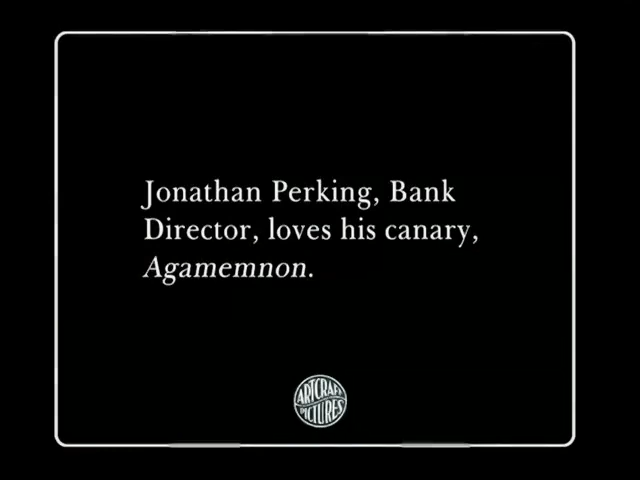 Jonathan Perking, Bank
Director, loves his canary,
Agamemnon.
ARTCRAFT
PICTURES